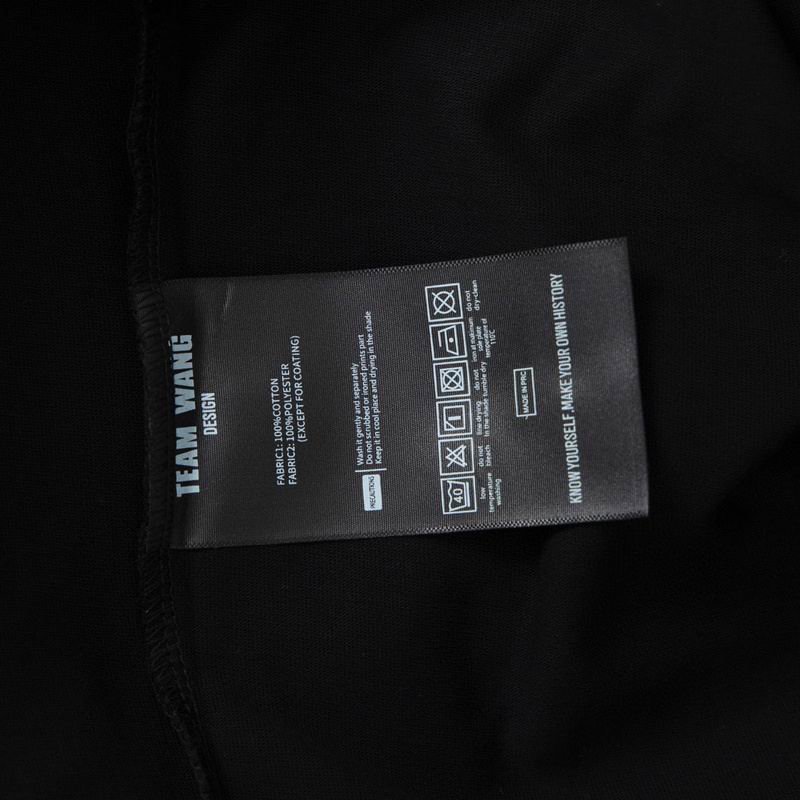 TEAM WANG
DESIGN
FABRIC1: 100%COTTON
FABRIC2: 100%POLYESTER
(EXCEPT FOR COATING)
PRECAUTIONS
Wash it gently and separately
Do not scrubbed or ironed prints part
Keep it in cool place and drying in the shade
40
low temperature washing
do not bleach
line drying in the shade
do not tumble dry
iron at maximum sole plate temperature of 110°C
do not dry-clean
MADE IN PRC
KNOW YOURSELF, MAKE YOUR OWN HISTORY